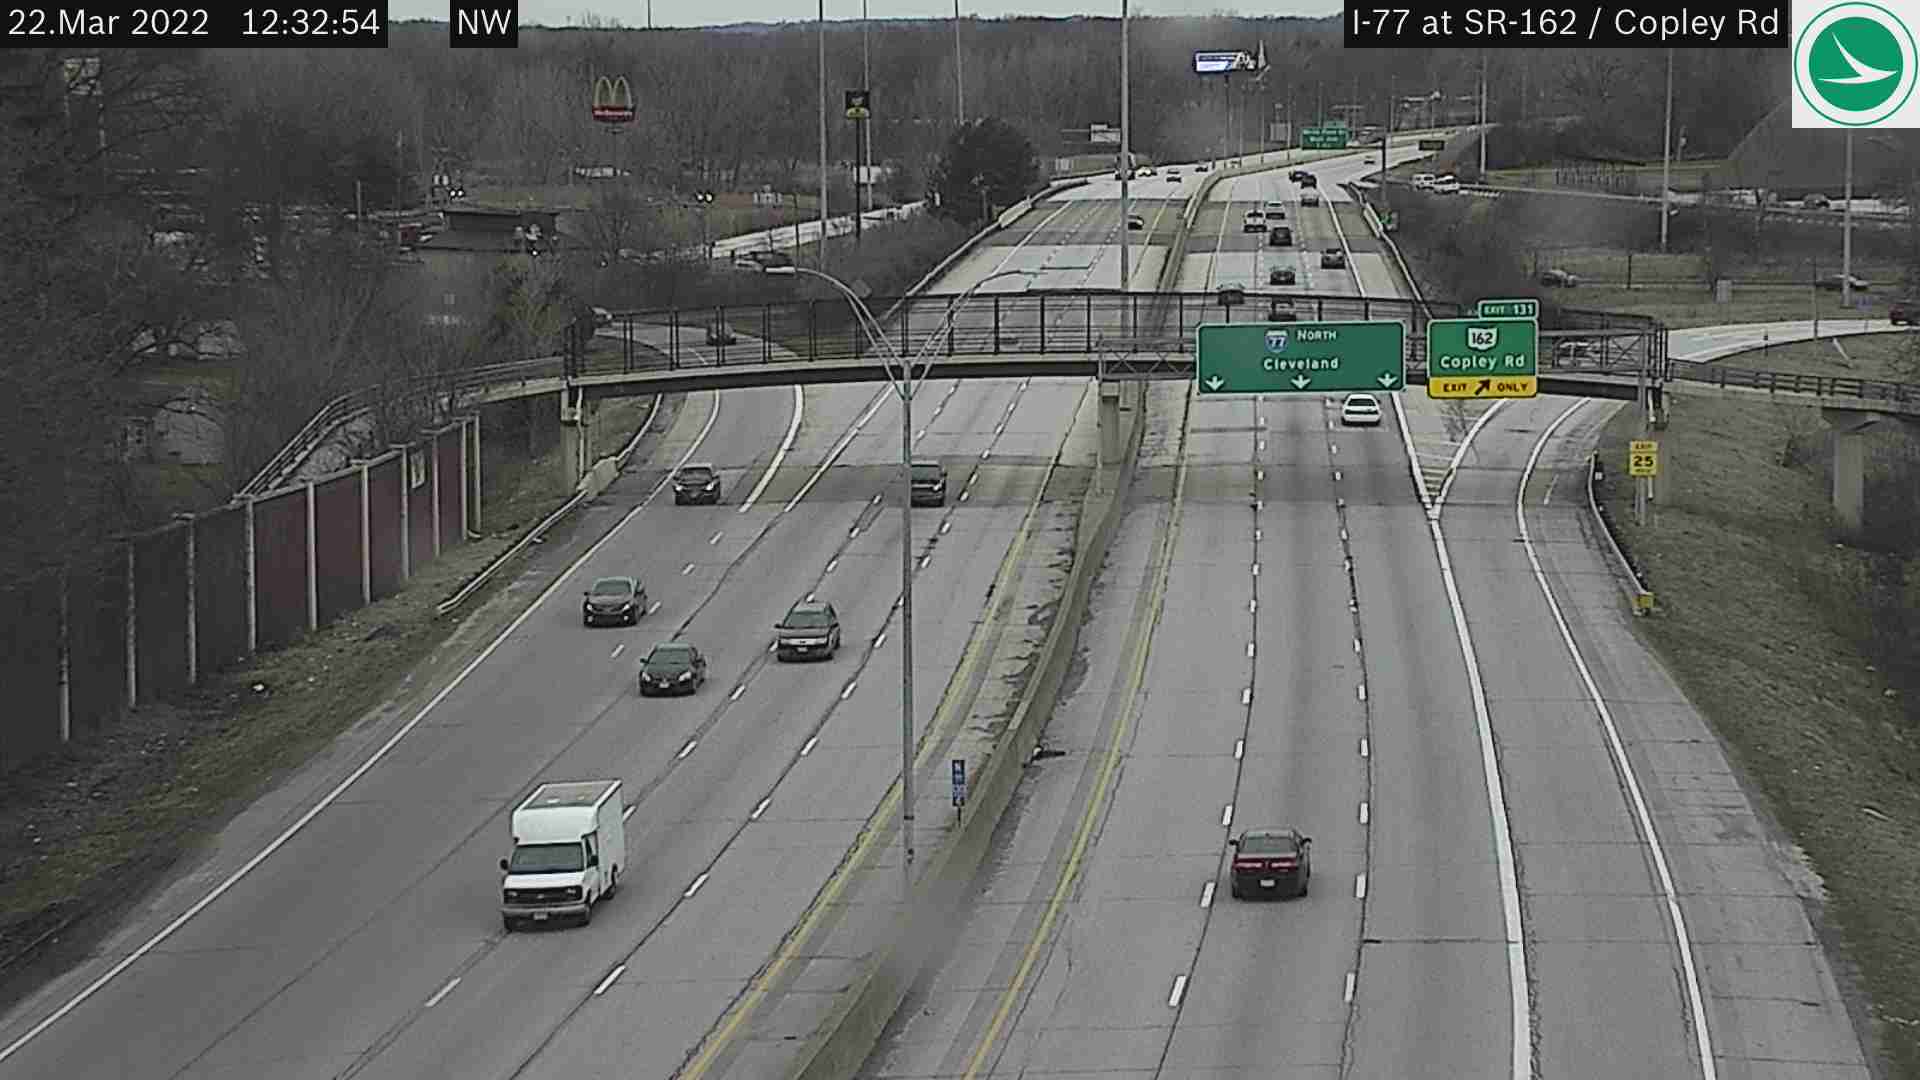 22.Mar 2022 12:32:54
NW
I-77 at SR-162 / Copley Rd
McDonald's
EXIT 131
77 NORTH
Cleveland
162
Copley Rd
EXIT ONLY
EXIT
25